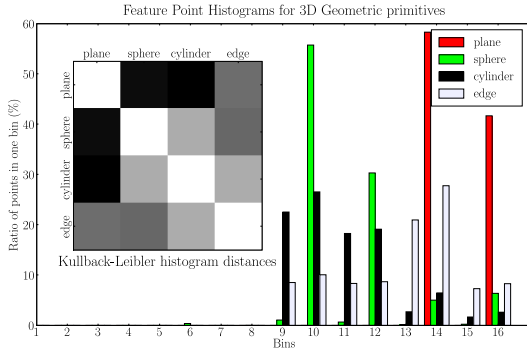 Feature Point Histograms for 3D Geometric primitives
60
50
40
30
20
10
0
Ratio of points in one bin (%)
plane sphere cylinder edge
plane
sphere
cylinder
edge
Kullback-Leibler histogram distances
plane
sphere
cylinder
edge
1 2 3 4 5 6 7 8 9 10 11 12 13 14 15 16
Bins